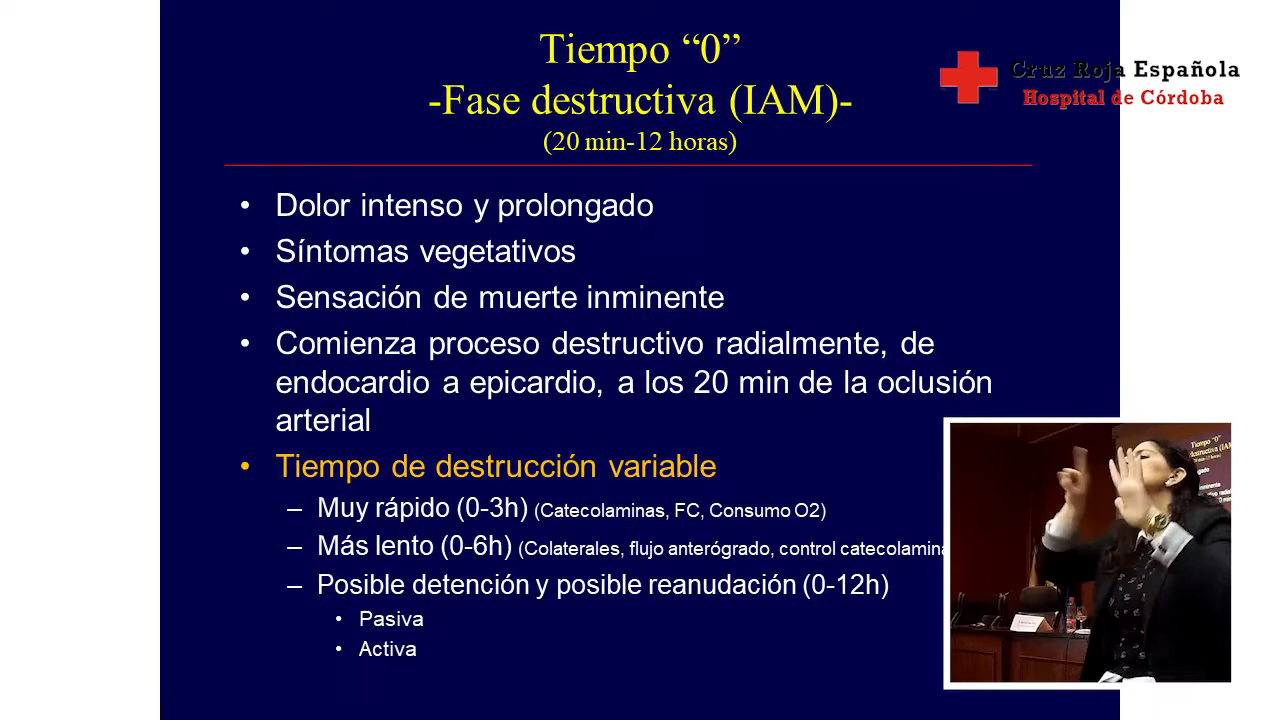 Tiempo “0”
-Fase destructiva (IAM)-
(20 min-12 horas)
Cruz Roja Española
Hospital de Córdoba
• Dolor intenso y prolongado
• Síntomas vegetativos
• Sensación de muerte inminente
• Comienza proceso destructivo radialmente, de
endocardio a epicardio, a los 20 min de la oclusión
arterial
• Tiempo de destrucción variable
– Muy rápido (0-3h) (Catecolaminas, FC, Consumo O2)
– Más lento (0-6h) (Colaterales, flujo anterógrado, control
– Posible detención y posible reanudación (0-12h)
• Pasiva
• Activa
Tiempo “0”